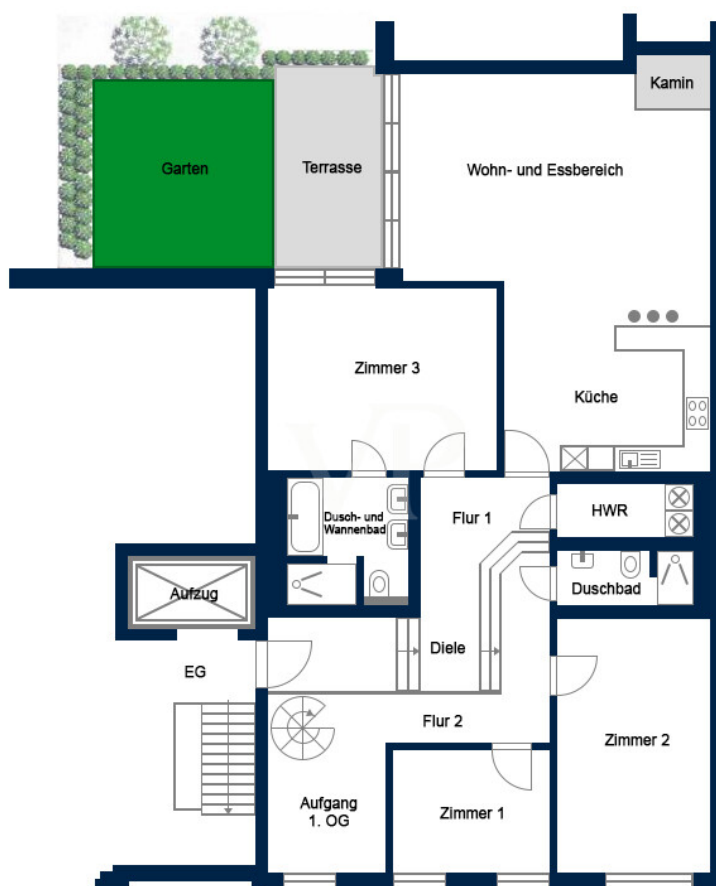 Kamin
Garten
Terrasse
Wohn- und Essbereich
Zimmer 3
Küche
Dusch- und
Wannenbad
Flur 1
HWR
Aufzug
Duschbad
EG
Diele
Flur 2
Zimmer 2
Aufgang
1. OG
Zimmer 1
VP